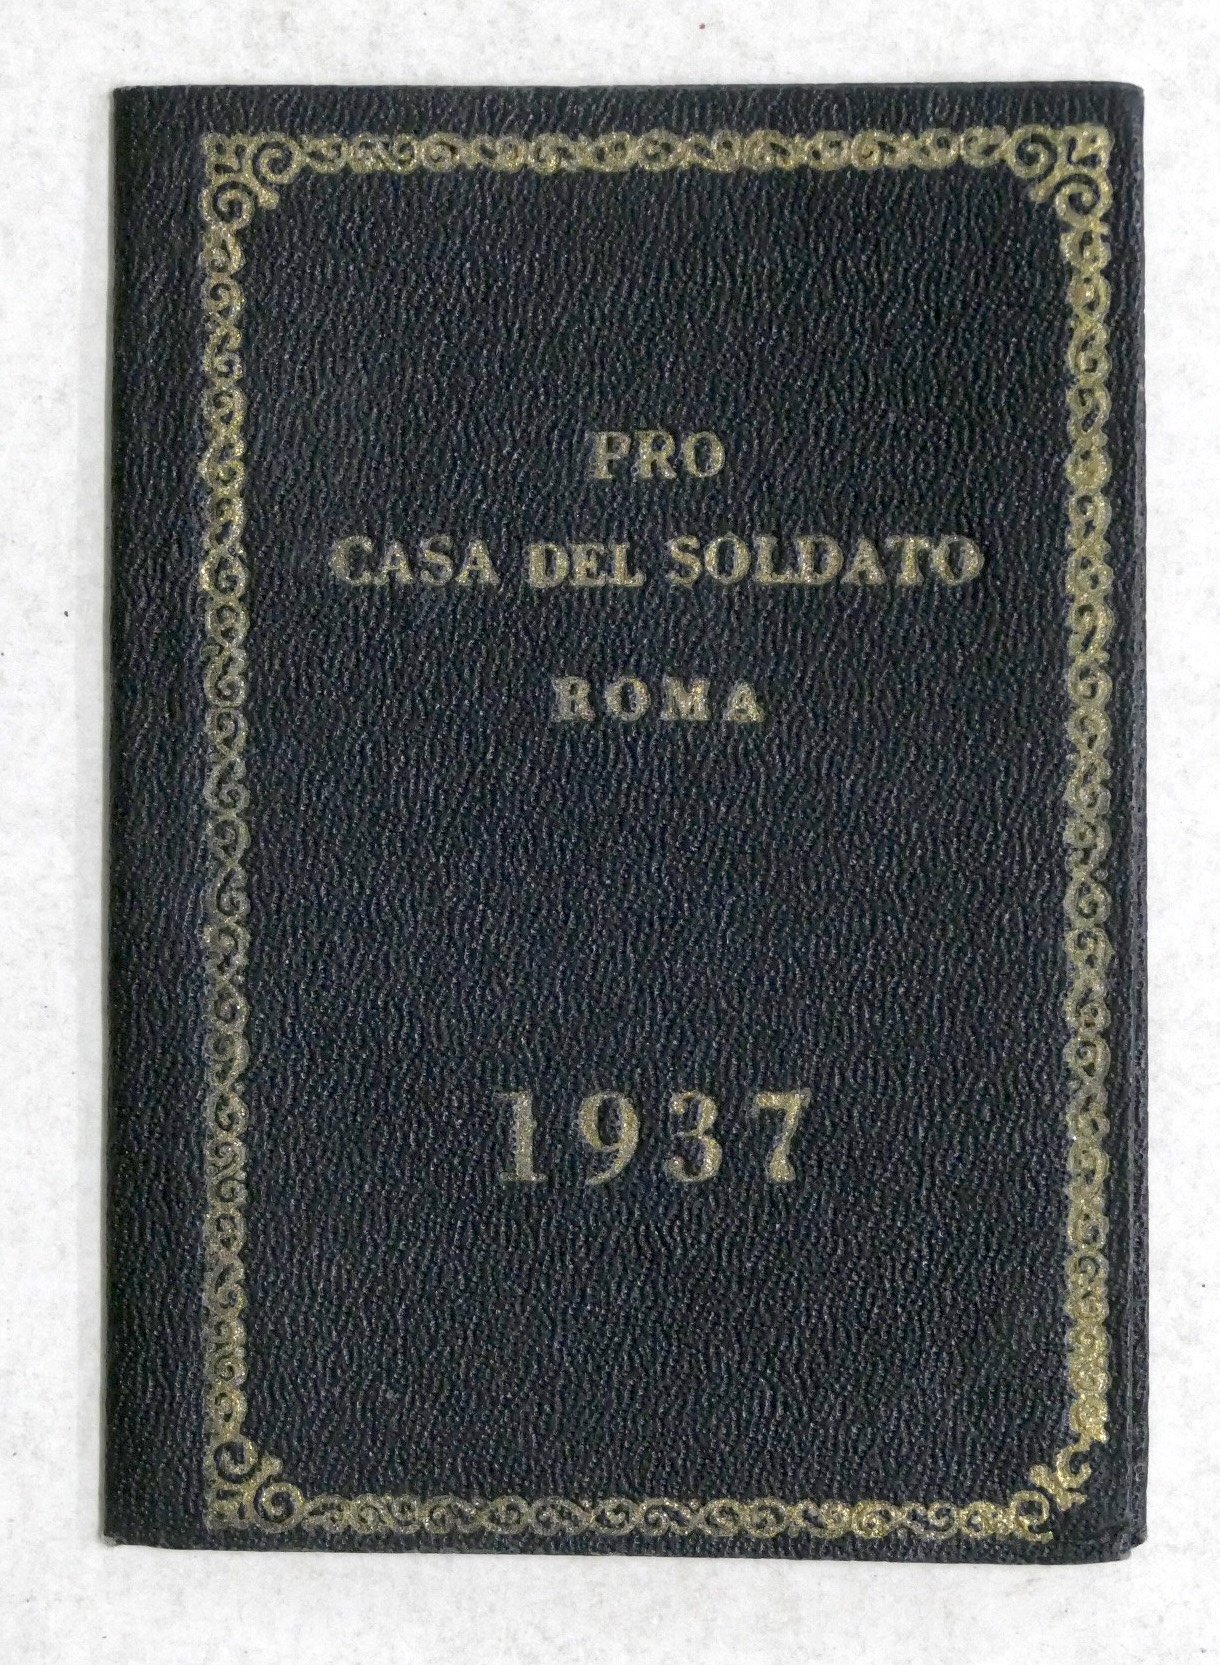 PRO
CASA DEL SOLDATO
ROMA
1937